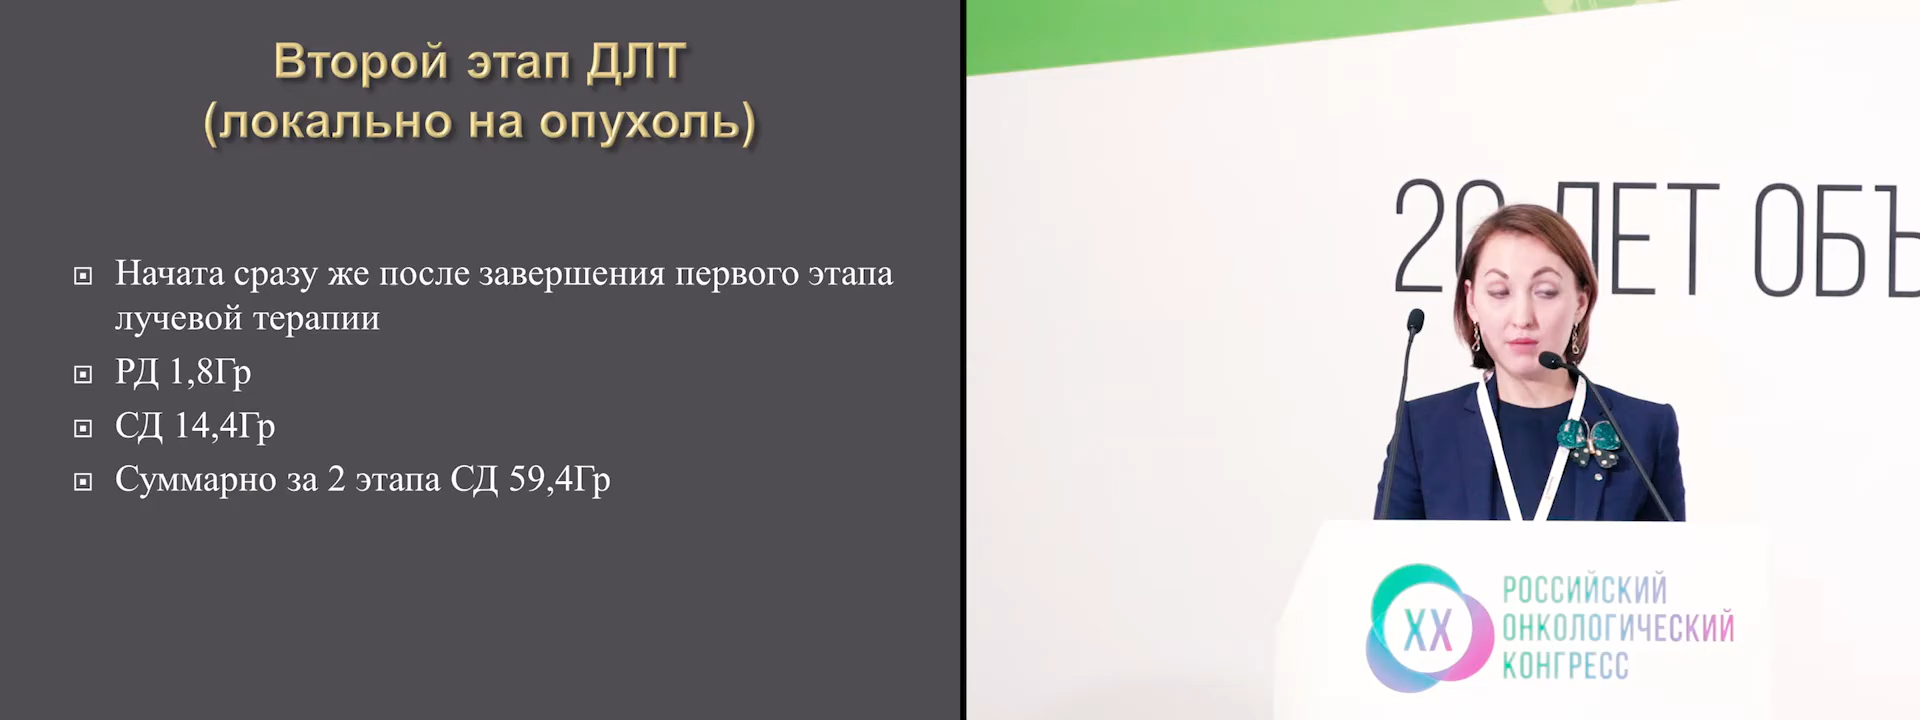 Второй этап ДЛТ
(локально на опухоль)
Начата сразу же после завершения первого этапа
лучевой терапии
РД 1,8Гр
СД 14,4Гр
Суммарно за 2 этапа СД 59,4Гр
20 ЛЕТ ОБЪ
XX
РОССИЙСКИЙ
ОНКОЛОГИЧЕСКИЙ
КОНГРЕСС